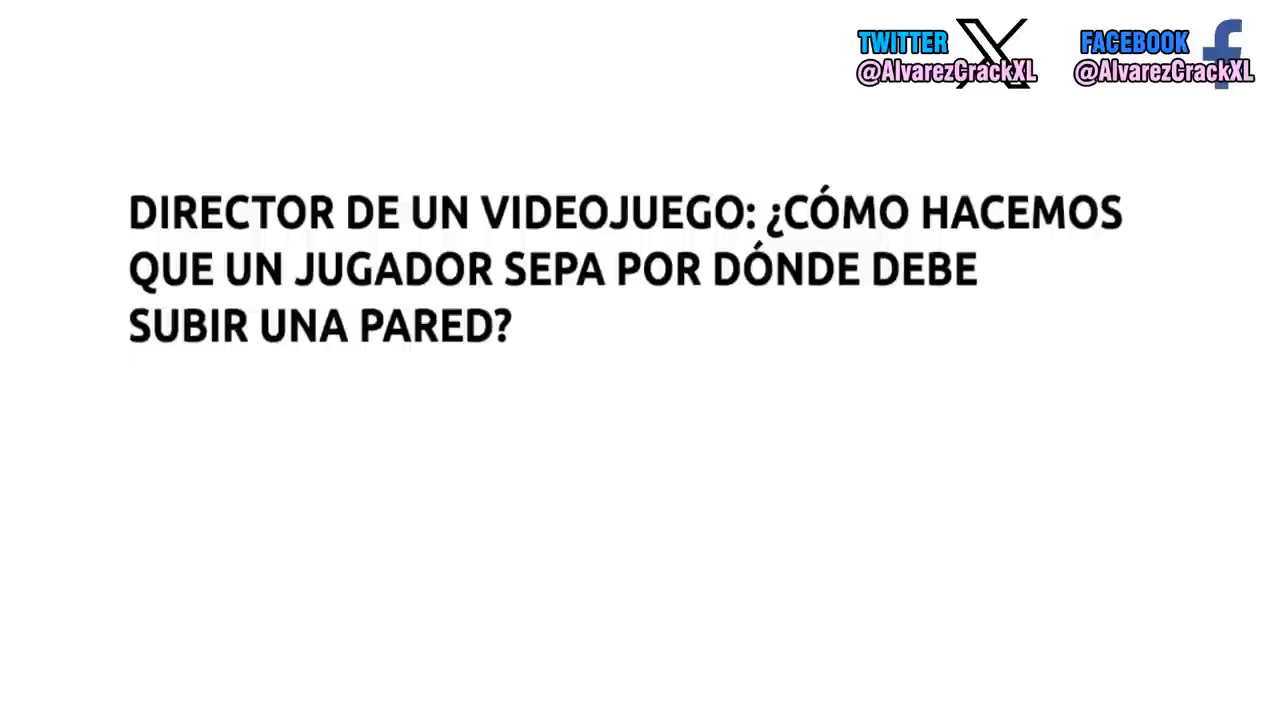 TWITTER
@AlvarezCrackXL
FACEBOOK
@AlvarezCrackXL
DIRECTOR DE UN VIDEOJUEGO: ¿CÓMO HACEMOS
QUE UN JUGADOR SEPA POR DÓNDE DEBE
SUBIR UNA PARED?